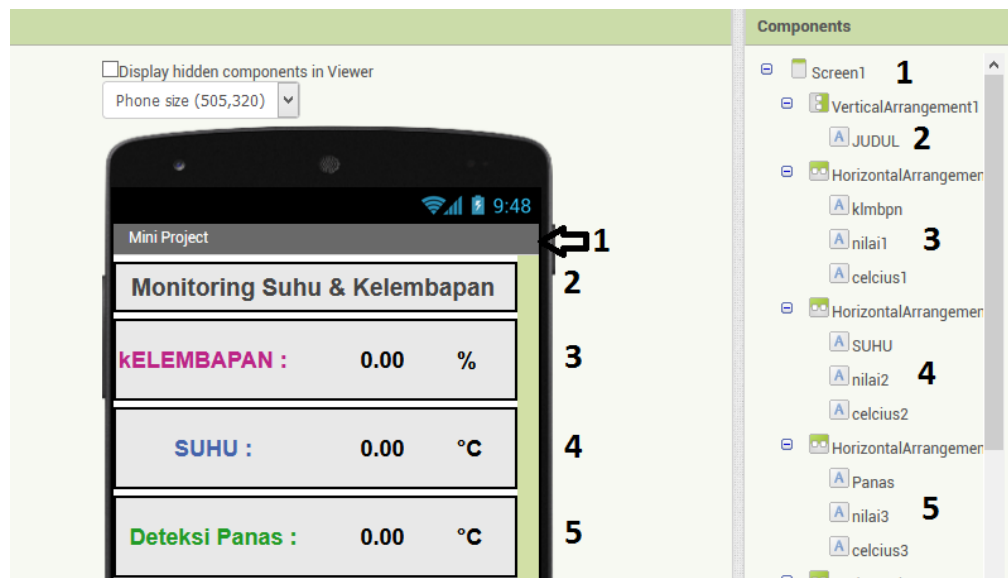 Components
Display hidden components in Viewer
Phone size (505,320)
9:48
Mini Project
1
Monitoring Suhu & Kelembapan
2
kELEMBAPAN : 0.00 %
3
SUHU : 0.00 °C
4
Deteksi Panas : 0.00 °C
5
Screen1 1
VerticalArrangement1
A JUDUL 2
HorizontalArrangemen
A klmbpn
A nilai1 3
A celcius1
HorizontalArrangemen
A SUHU
A nilai2 4
A celcius2
HorizontalArrangemen
A Panas
A nilai3 5
A celcius3